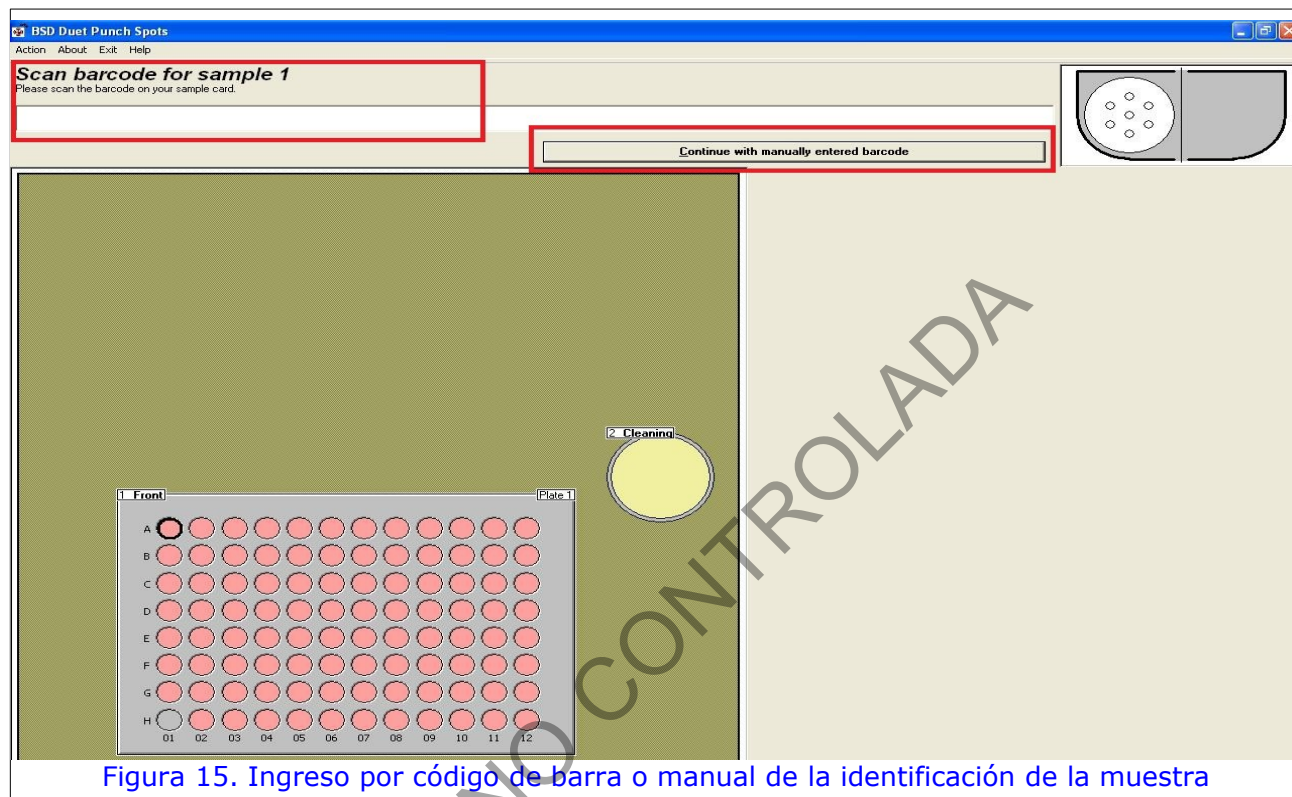 BSD Duet Punch Spots
Action About Exit Help
Scan barcode for sample 1
Please scan the barcode on your sample card.
Continue with manually entered barcode
2 Cleaning
1 Front
Plate 1
A
B
C
D
E
F
G
H
01 02 03 04 05 06 07 08 09 10 11 12
NO CONTROLADA
Figura 15. Ingreso por código de barra o manual de la identificación de la muestra